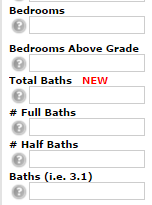 Bedrooms
?
Bedrooms Above Grade
?
Total Baths NEW
?
# Full Baths
?
# Half Baths
?
Baths (i.e. 3.1)
?